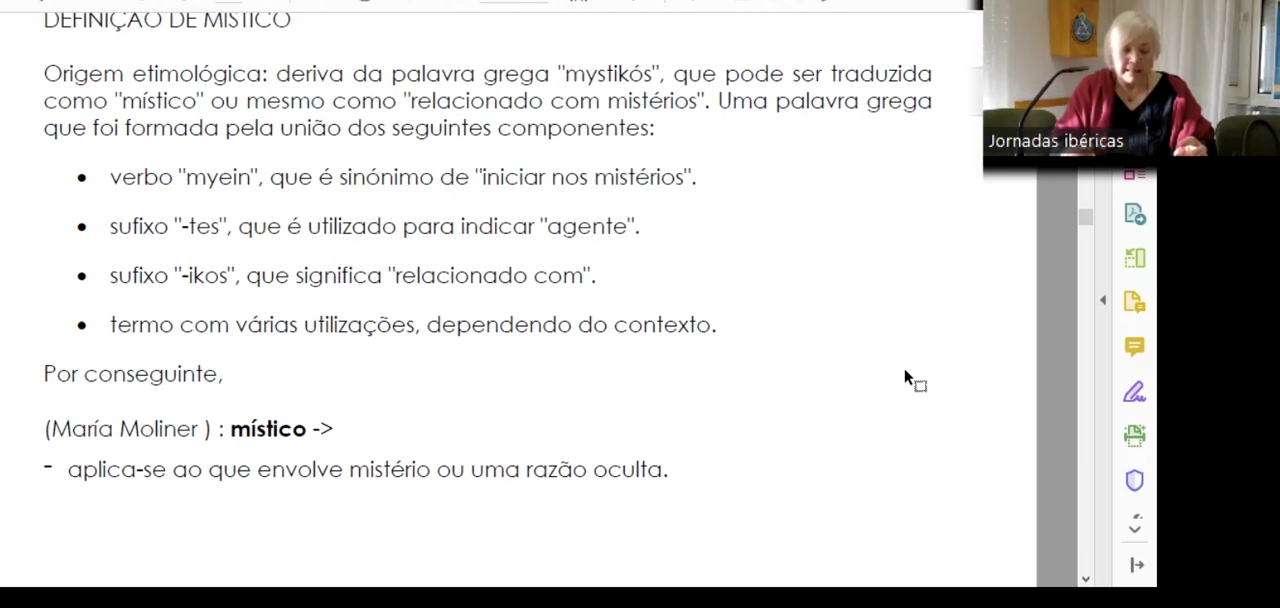 DEFINIÇÃO DE MÍSTICO
Origem etimológica: deriva da palavra grega "mystikós", que pode ser traduzida
como "místico" ou mesmo como "relacionado com mistérios". Uma palavra grega
que foi formada pela união dos seguintes componentes:
• verbo "myein", que é sinónimo de "iniciar nos mistérios".
• sufixo "-tes", que é utilizado para indicar "agente".
• sufixo "-ikos", que significa "relacionado com".
• termo com várias utilizações, dependendo do contexto.
Por conseguinte,
(María Moliner ) : místico ->
- aplica-se ao que envolve mistério ou uma razão oculta.
Jornadas ibéricas